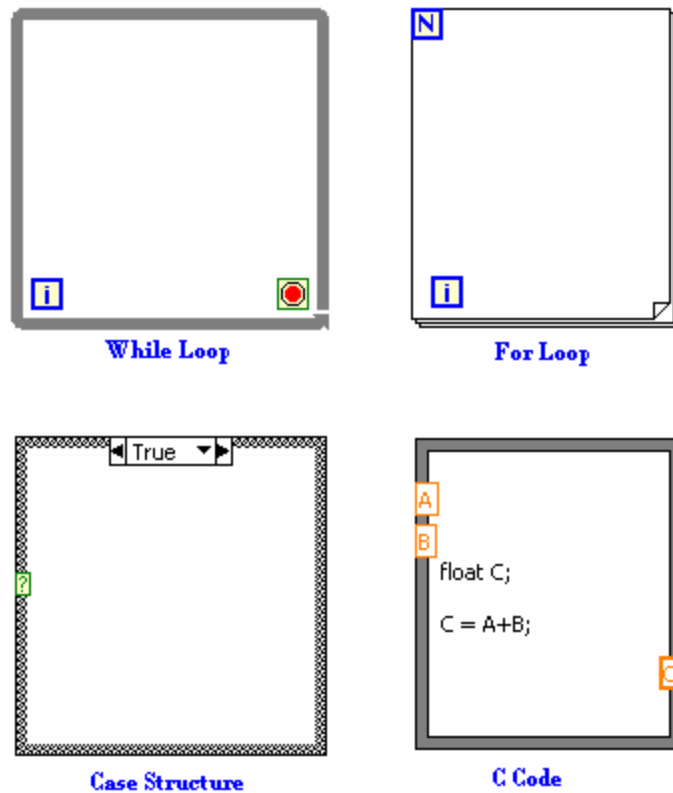 N
i
i
While Loop
For Loop
True
?
A
B
float C;
C = A+B;
C
Case Structure
C Code